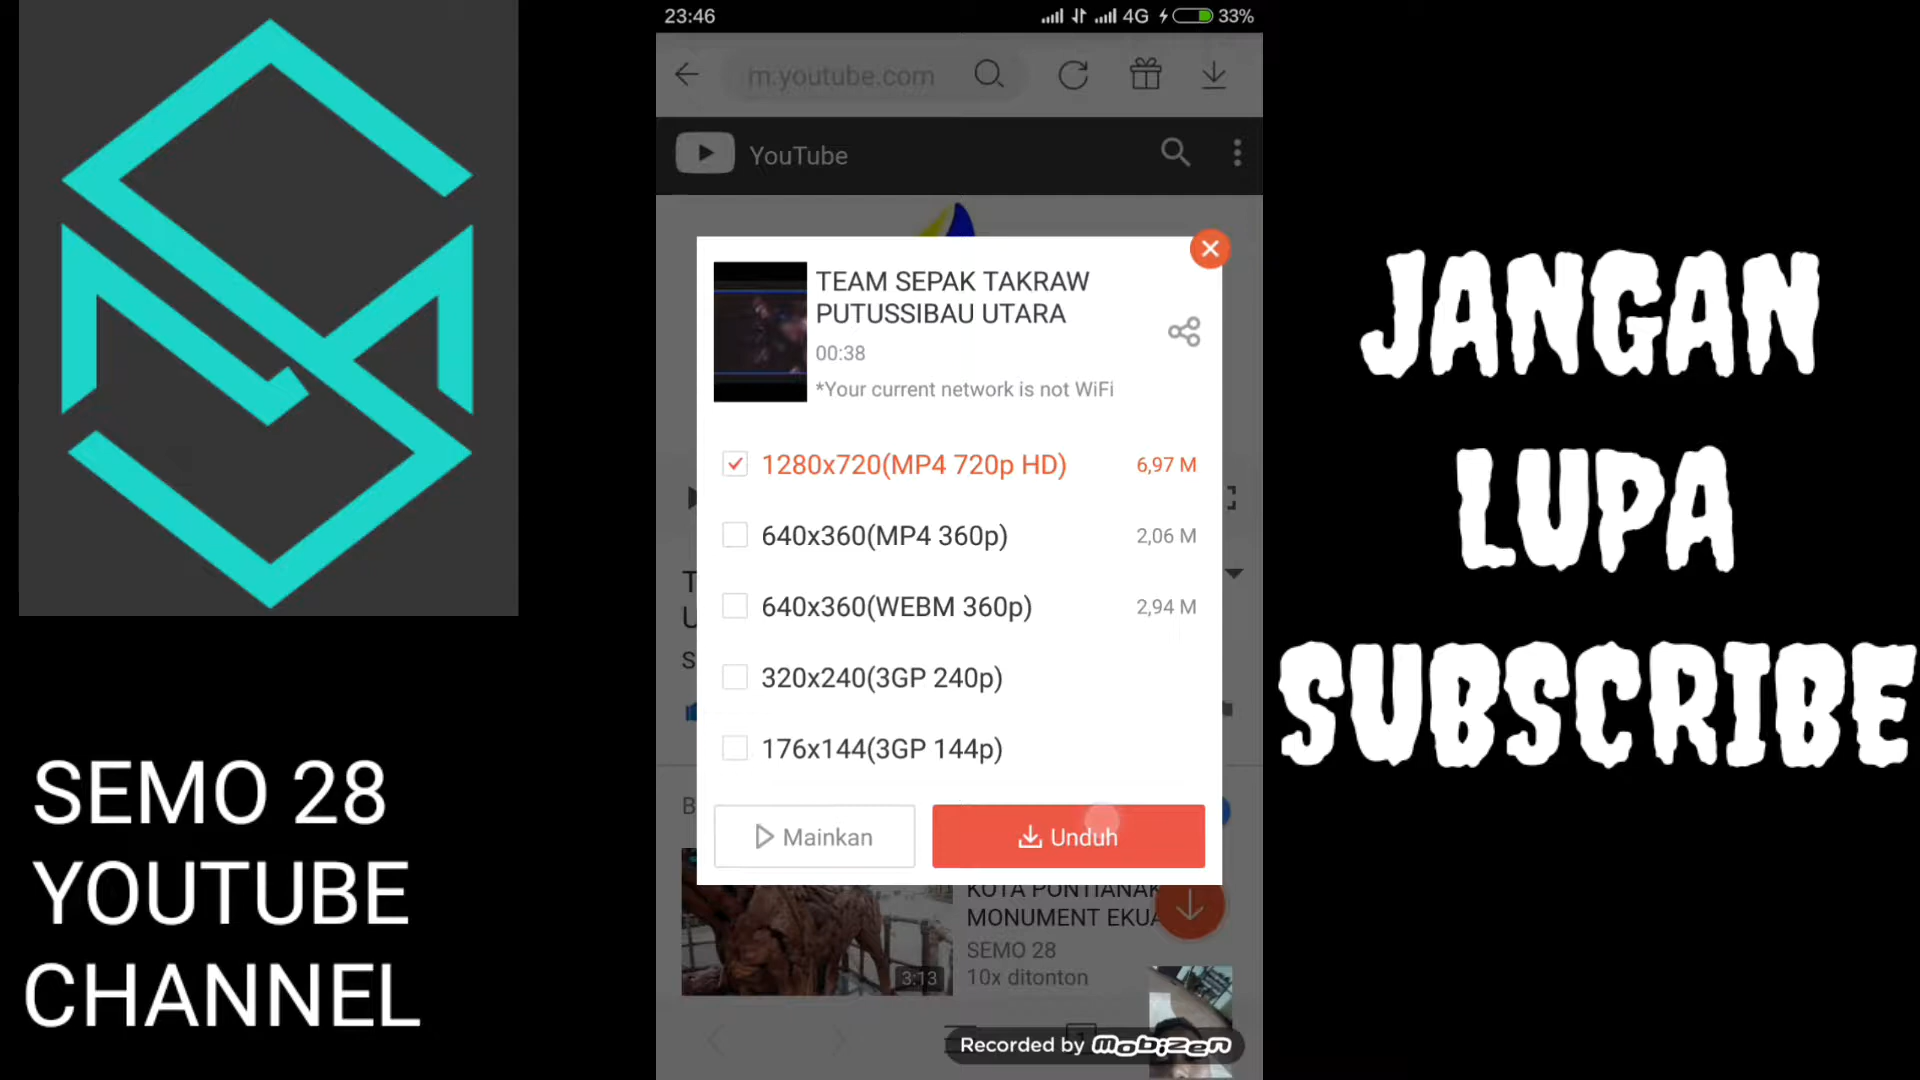 23:46
4G
33%
m.youtube.com
YouTube
TEAM SEPAK TAKRAW
PUTUSSIBAU UTARA
00:38
*Your current network is not WiFi
1280x720(MP4 720p HD)
6,97 M
640x360(MP4 360p)
2,06 M
640x360(WEBM 360p)
2,94 M
320x240(3GP 240p)
176x144(3GP 144p)
Mainkan
Unduh
KOTA PONTIANAK
MONUMENT EKUA
SEMO 28
10x ditonton
3:13
Recorded by Mobizen
SEMO 28
YOUTUBE
CHANNEL
JANGAN
LUPA
SUBSCRIBE